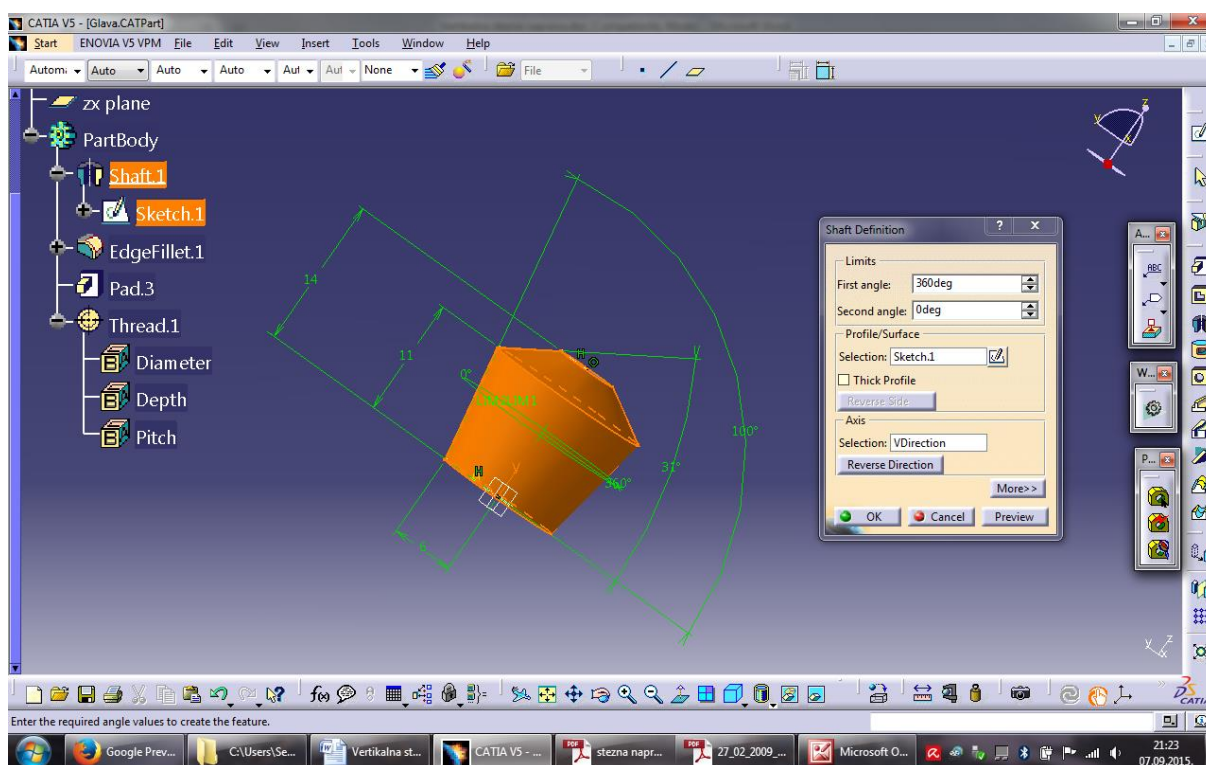 CATIA V5 - [Glava.CATPart]
Start ENOVIA V5 VPM File Edit View Insert Tools Window Help
Auto Auto Auto None File
zx plane
PartBody
Shaft.1
Sketch.1
EdgeFillet.1
Pad.3
Thread.1
Diameter
Depth
Pitch
14
11
0°
H
100°
31°
H
y
360°
6
z
y
x
Shaft Definition
? X
Limits
First angle: 360deg
Second angle: 0deg
Profile/Surface
Selection: Sketch.1
Thick Profile
Reverse Side
Axis
Selection: VDirection
Reverse Direction
More>>
OK Cancel Preview
A...
ABC
W...
P...
y z
x
f(x)
CATIA
Enter the required angle values to create the feature.
Google Prev... C:\Users\Se... Vertikalna st... CATIA V5 - ... stezna napr... 27_02_2009_... Microsoft O... 21:23
07.09.2015.